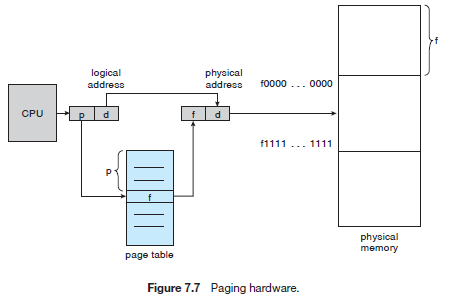 logical
address
physical
address
f0000 ... 0000
f
CPU
p d
f d
f1111 ... 1111
p
f
page table
physical
memory
Figure 7.7 Paging hardware.